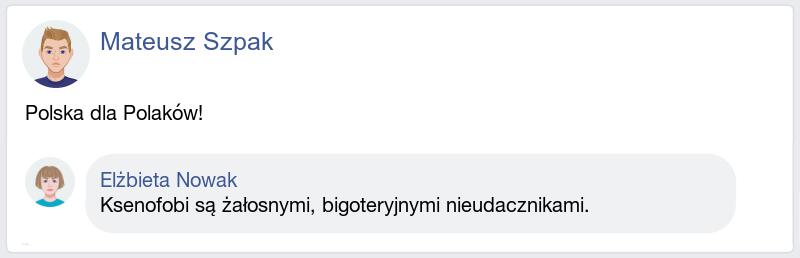 Mateusz Szpak
Polska dla Polaków!
Elżbieta Nowak
Ksenofobi są żałosnymi, bigoteryjnymi nieudacznikami.